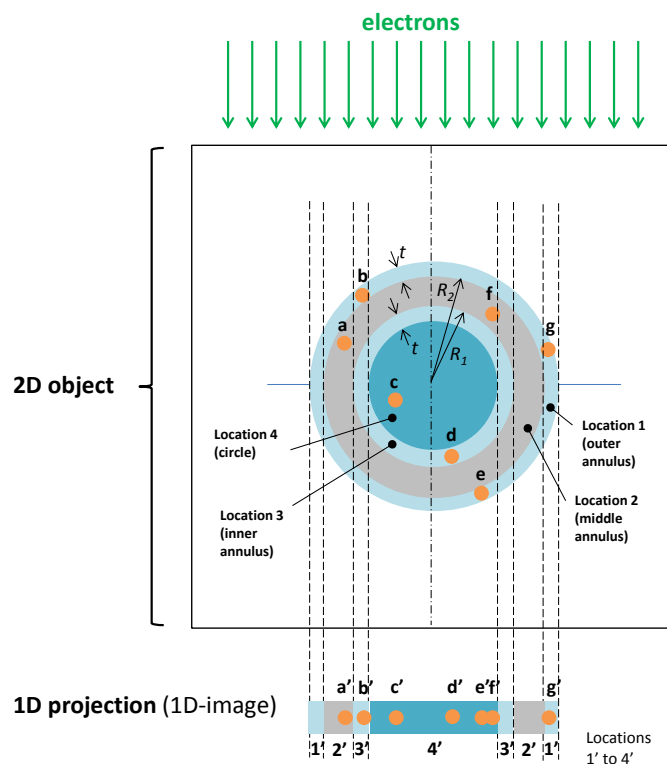 electrons
t
b
R2
f
a
g
t
R1
2D object
c
Location 4
(circle)
d
Location 1
(outer
annulus)
Location 3
(inner
annulus)
e
Location 2
(middle
annulus)
a' b' c' d' e' f' g'
1D projection (1D-image)
1' 2' 3' 4' 3' 2' 1'
Locations
1' to 4'